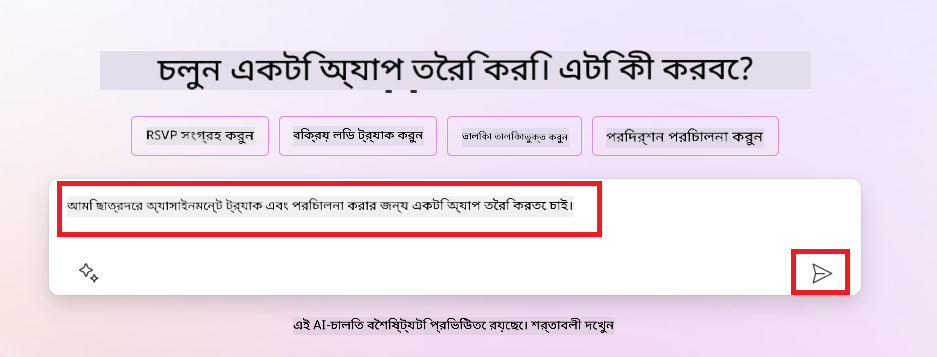 চলুন একটি অ্যাপ তৈরি করি। এটি কী করবে?
RSVP সংগ্রহ করুন
বিক্রয় লিড ট্র্যাক করুন
তালিকা তালিকাভুক্ত করুন
পরিদর্শন পরিচালনা করুন
আমি ছাত্রদের অ্যাসাইনমেন্ট ট্র্যাক এবং পরিচালনা করার জন্য একটি অ্যাপ তৈরি করতে চাই।
এই AI-চালিত বৈশিষ্ট্যটি প্রিভিউতে রয়েছে। শর্তাবলী দেখুন